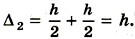 Δ₂ = h/2 + h/2 = h.